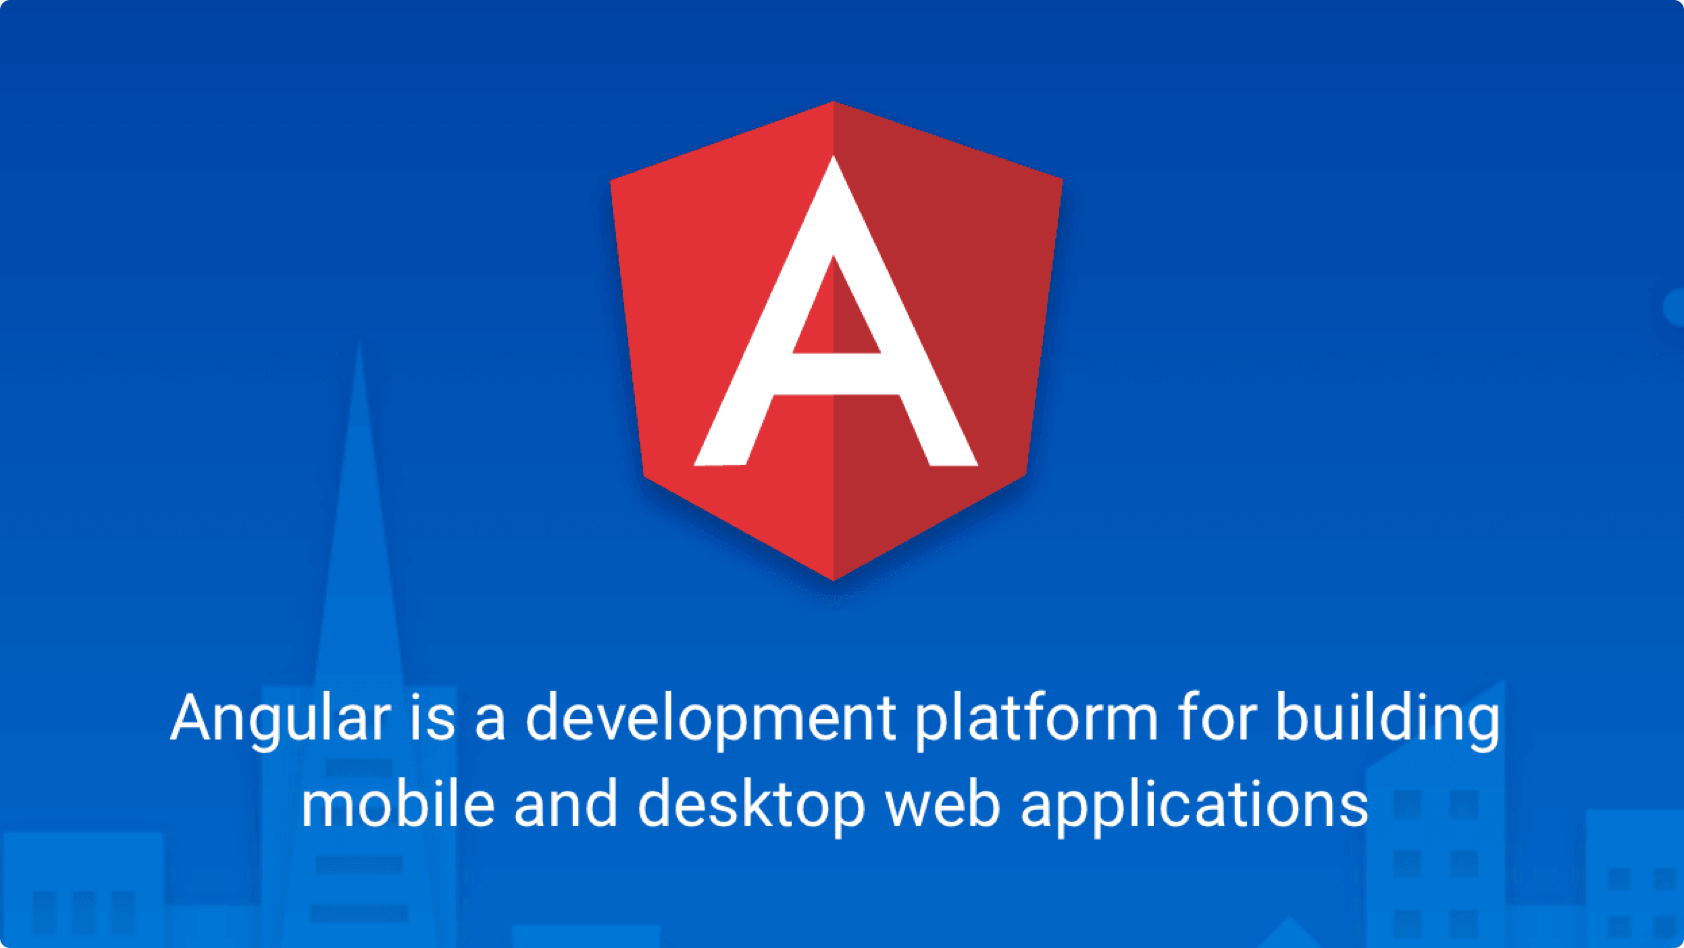 A
Angular is a development platform for building
mobile and desktop web applications